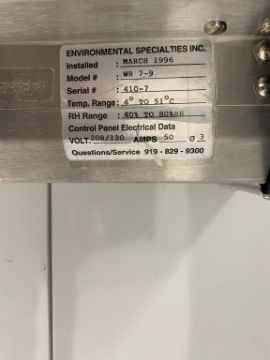 ENVIRONMENTAL SPECIALTIES INC.
Installed : MARCH 1996
Model # : WR 7-9
Serial # : 410-7
Temp. Range : 4° TO 51°C
RH Range : 40% TO 80%RH
Control Panel Electrical Data
VOLT. 208/120 AMPS 50 Ø 3
Questions/Service 919-829-9300